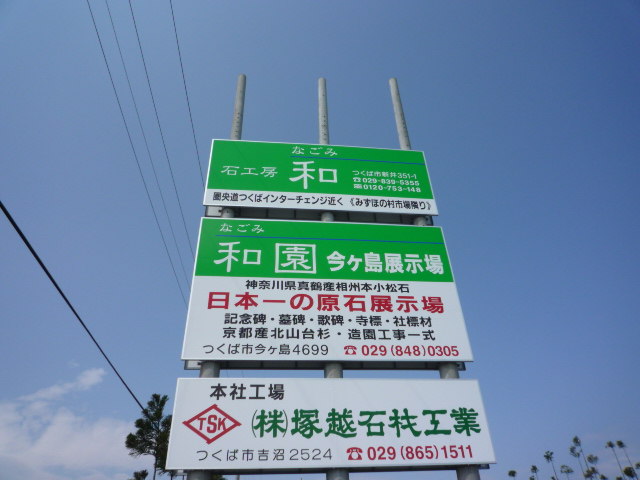 なごみ
石工房 和
つくば市新井351-1
☎029-839-5355
0120-753-148
圏央道つくばインターチェンジ近く《みずほの村市場隣り》
なごみ
和園 今ヶ島展示場
神奈川県真鶴産相州本小松石
日本一の原石展示場
記念碑・墓碑・歌碑・寺標・社標材
京都産北山台杉・造園工事一式
つくば市今ヶ島4699 ☎029(848)0305
本社工場
TSK ㈱塚越石材工業
つくば市吉沼2524 ☎029(865)1511